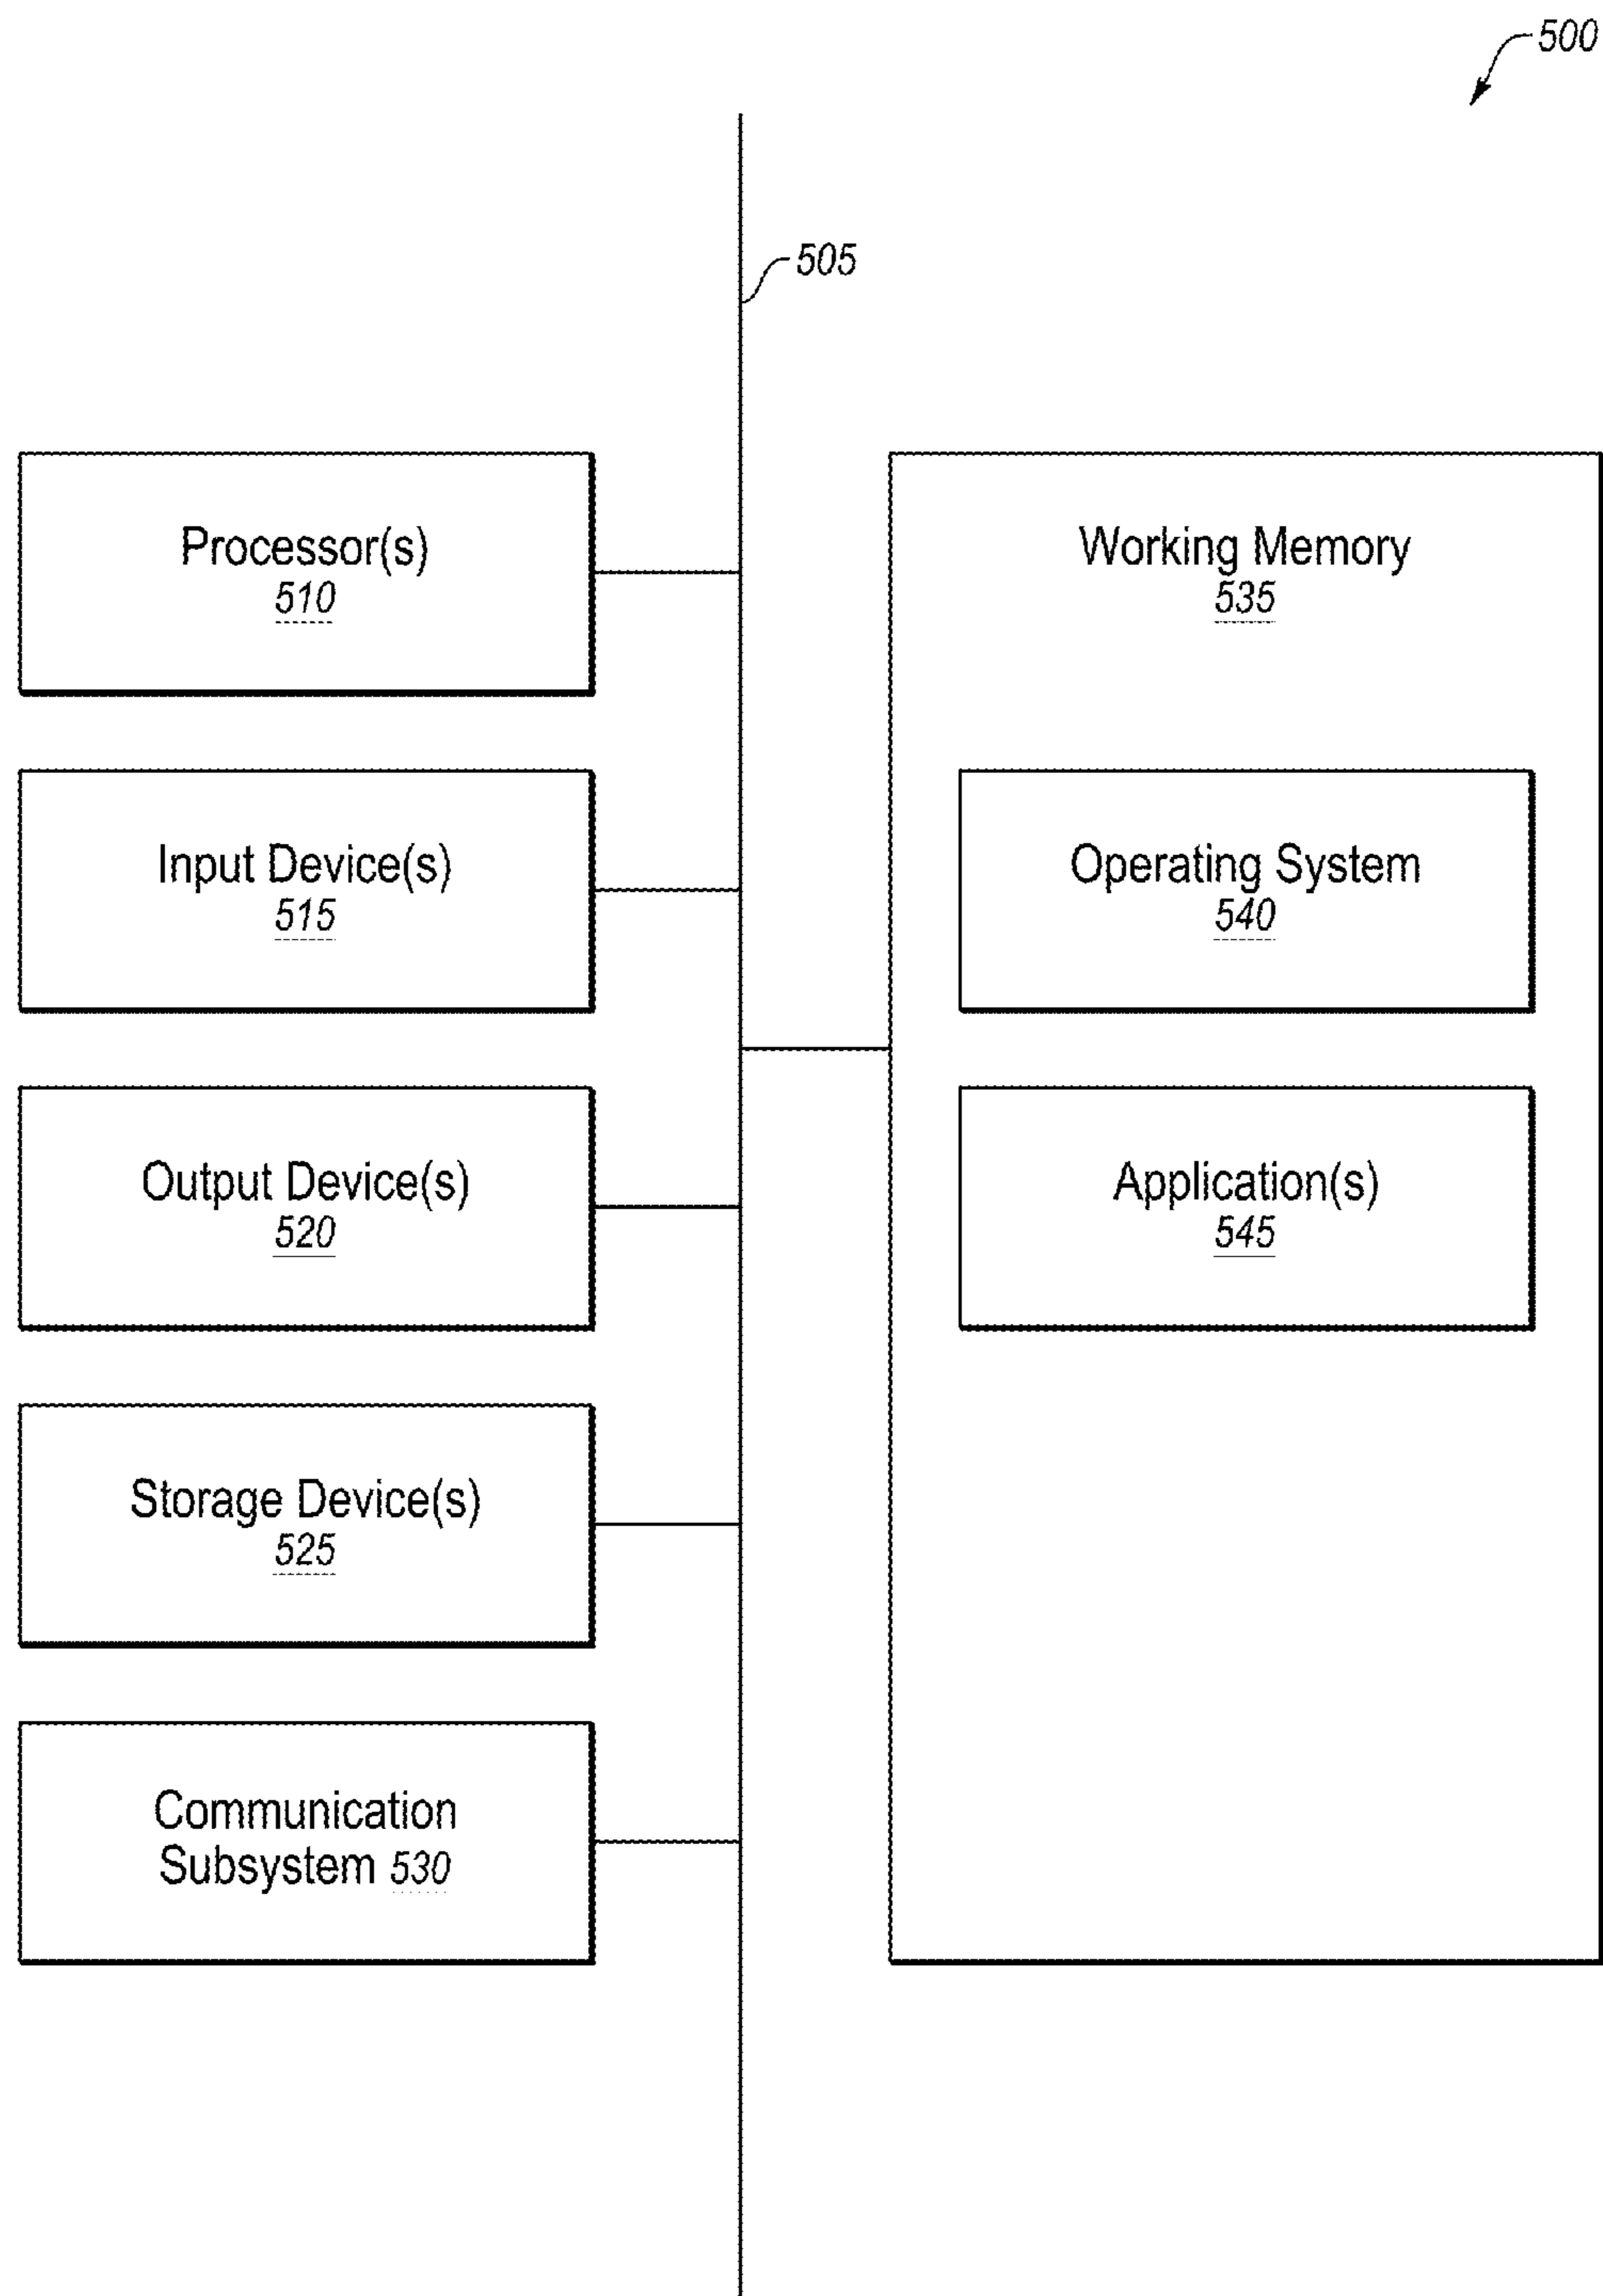 500
505
Processor(s)
510
Input Device(s)
515
Output Device(s)
520
Storage Device(s)
525
Communication
Subsystem 530
Working Memory
535
Operating System
540
Application(s)
545